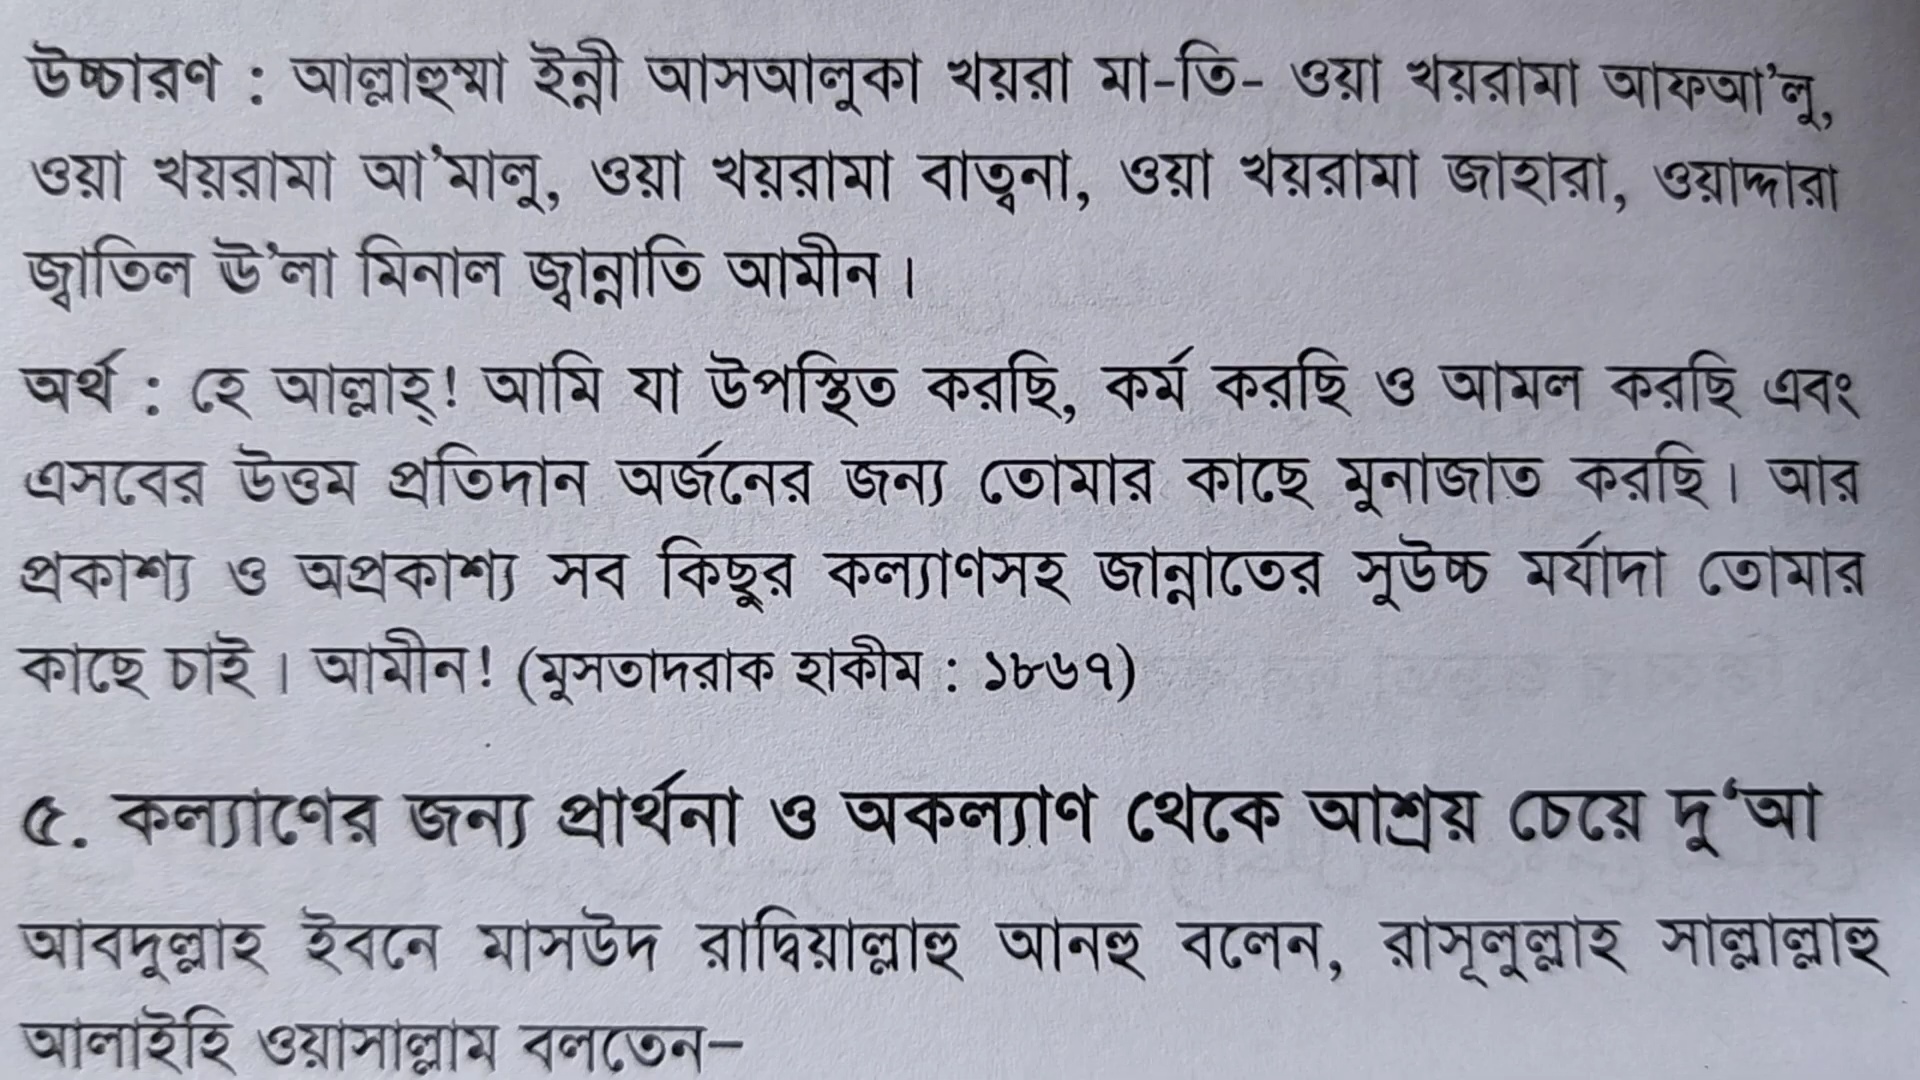 উচ্চারণ : আল্লাহুম্মা ইন্নী আসআলুকা খয়রা মা-তি- ওয়া খয়রামা আফআ’লু,
ওয়া খয়রামা আ’মালু, ওয়া খয়রামা বাত্বনা, ওয়া খয়রামা জাহারা, ওয়াদ্দারা
জ্বাতিল ঊ’লা মিনাল জ্বান্নাতি আমীন ।
অর্থ : হে আল্লাহ্! আমি যা উপস্থিত করছি, কর্ম করছি ও আমল করছি এবং
এসবের উত্তম প্রতিদান অর্জনের জন্য তোমার কাছে মুনাজাত করছি। আর
প্রকাশ্য ও অপ্রকাশ্য সব কিছুর কল্যাণসহ জান্নাতের সুউচ্চ মর্যাদা তোমার
কাছে চাই । আমীন! (মুসতাদরাক হাকীম : ১৮৬৭)
৫. কল্যাণের জন্য প্রার্থনা ও অকল্যাণ থেকে আশ্রয় চেয়ে দু‘আ
আবদুল্লাহ ইবনে মাসউদ রাদ্বিয়াল্লাহু আনহু বলেন, রাসূলুল্লাহ সাল্লাল্লাহু
আলাইহি ওয়াসাল্লাম বলতেন–